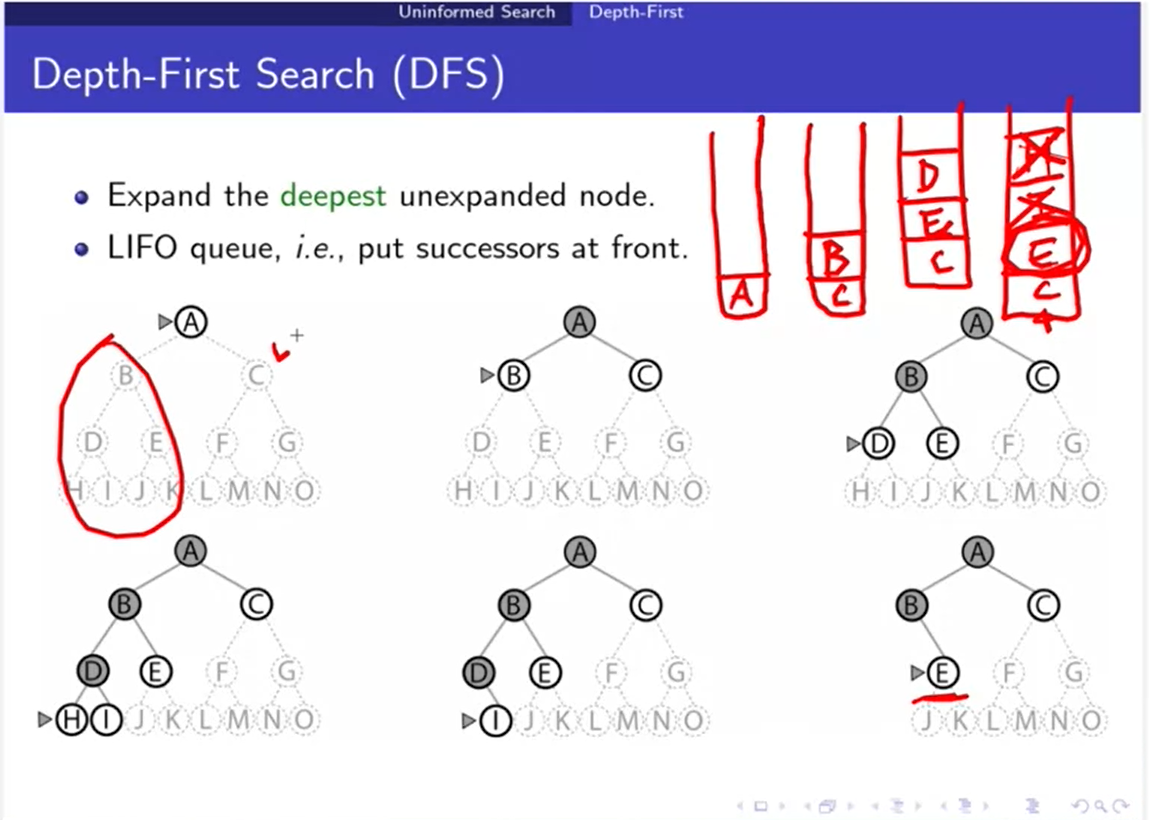 Uninformed Search Depth-First
Depth-First Search (DFS)
• Expand the deepest unexpanded node.
• LIFO queue, i.e., put successors at front.
A
B
C
D
E
C
E
C
A
B C
D E F G
H I J K L M N O
A
B C
D E F G
H I J K L M N O
A
B C
D E F G
H I J K L M N O
A
B C
D E F G
H I J K L M N O
A
B C
D E F G
I J K L M N O
A
B C
E F G
J K L M N O